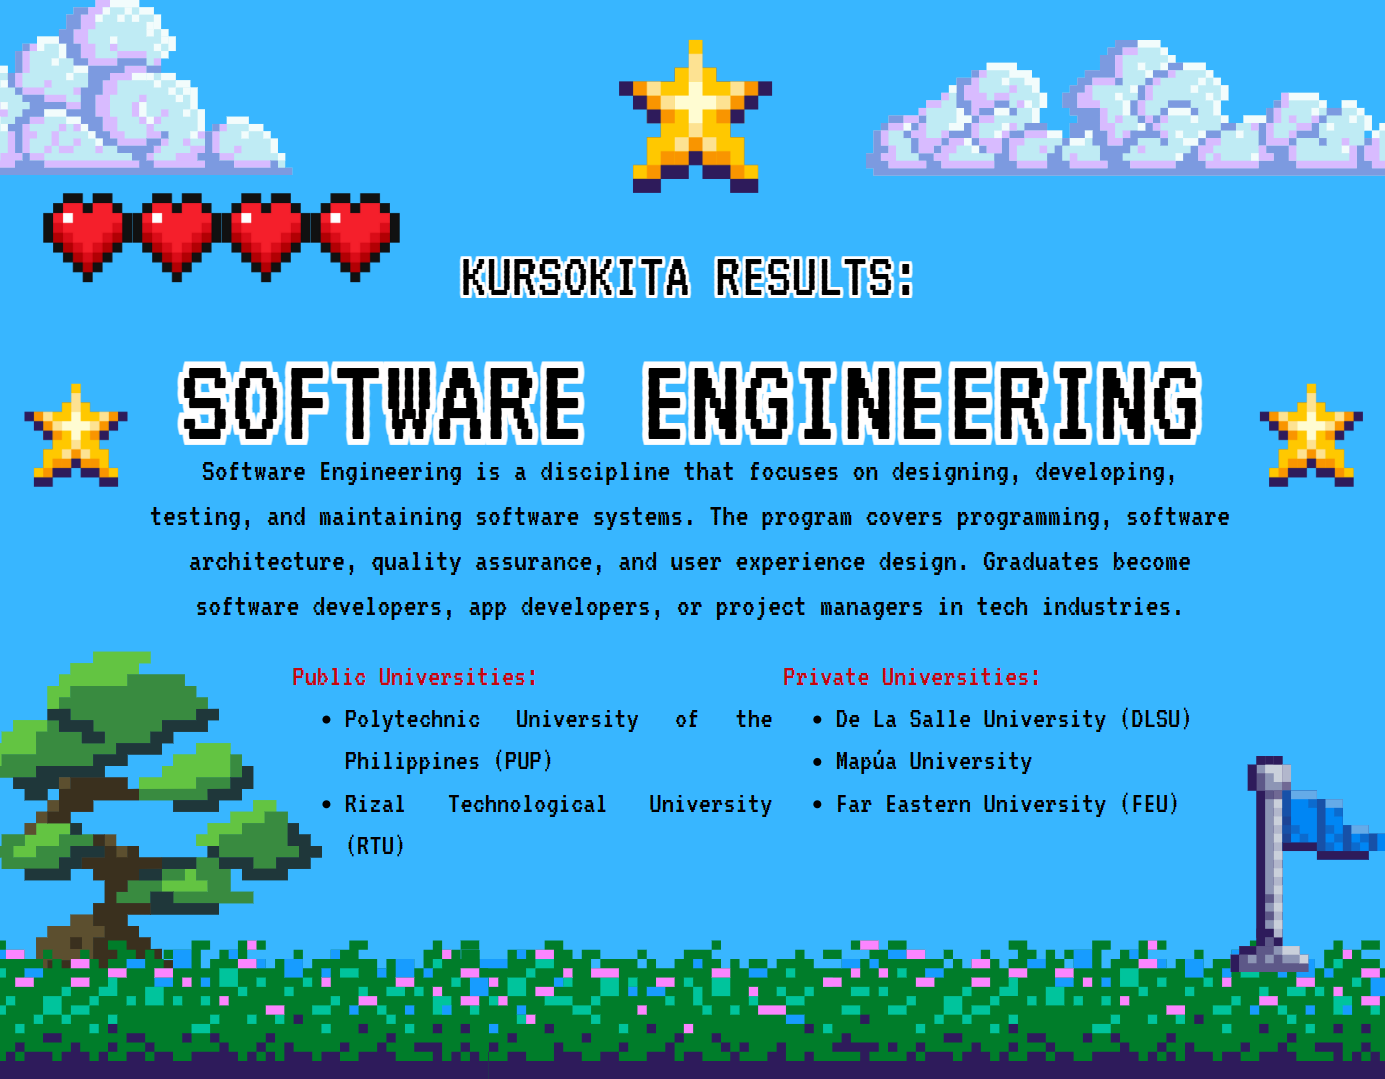 KURSOKITA RESULTS:
SOFTWARE ENGINEERING
Software Engineering is a discipline that focuses on designing, developing,
testing, and maintaining software systems. The program covers programming, software
architecture, quality assurance, and user experience design. Graduates become
software developers, app developers, or project managers in tech industries.
Public Universities:
• Polytechnic University of the
Philippines (PUP)
• Rizal Technological University
(RTU)
Private Universities:
• De La Salle University (DLSU)
• Mapúa University
• Far Eastern University (FEU)